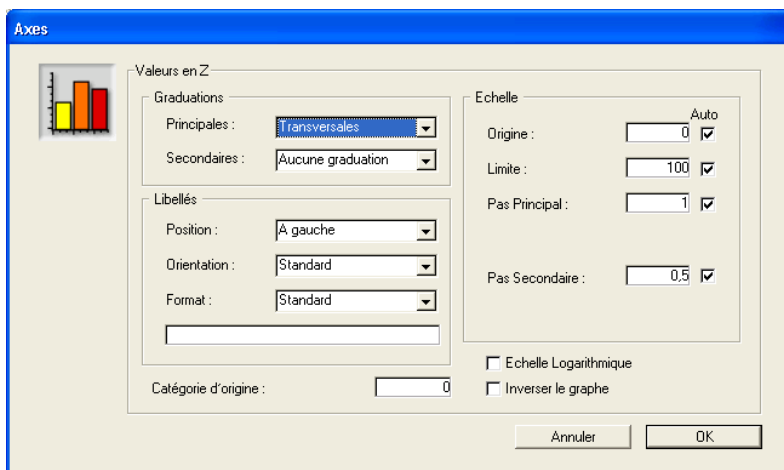 Axes
Valeurs en Z
Graduations
Principales :
Transversales
Secondaires :
Aucune graduation
Libellés
Position :
A gauche
Orientation :
Standard
Format :
Standard
Catégorie d'origine :
0
Echelle
Auto
Origine :
0
Limite :
100
Pas Principal :
1
Pas Secondaire :
0,5
Echelle Logarithmique
Inverser le graphe
Annuler
OK